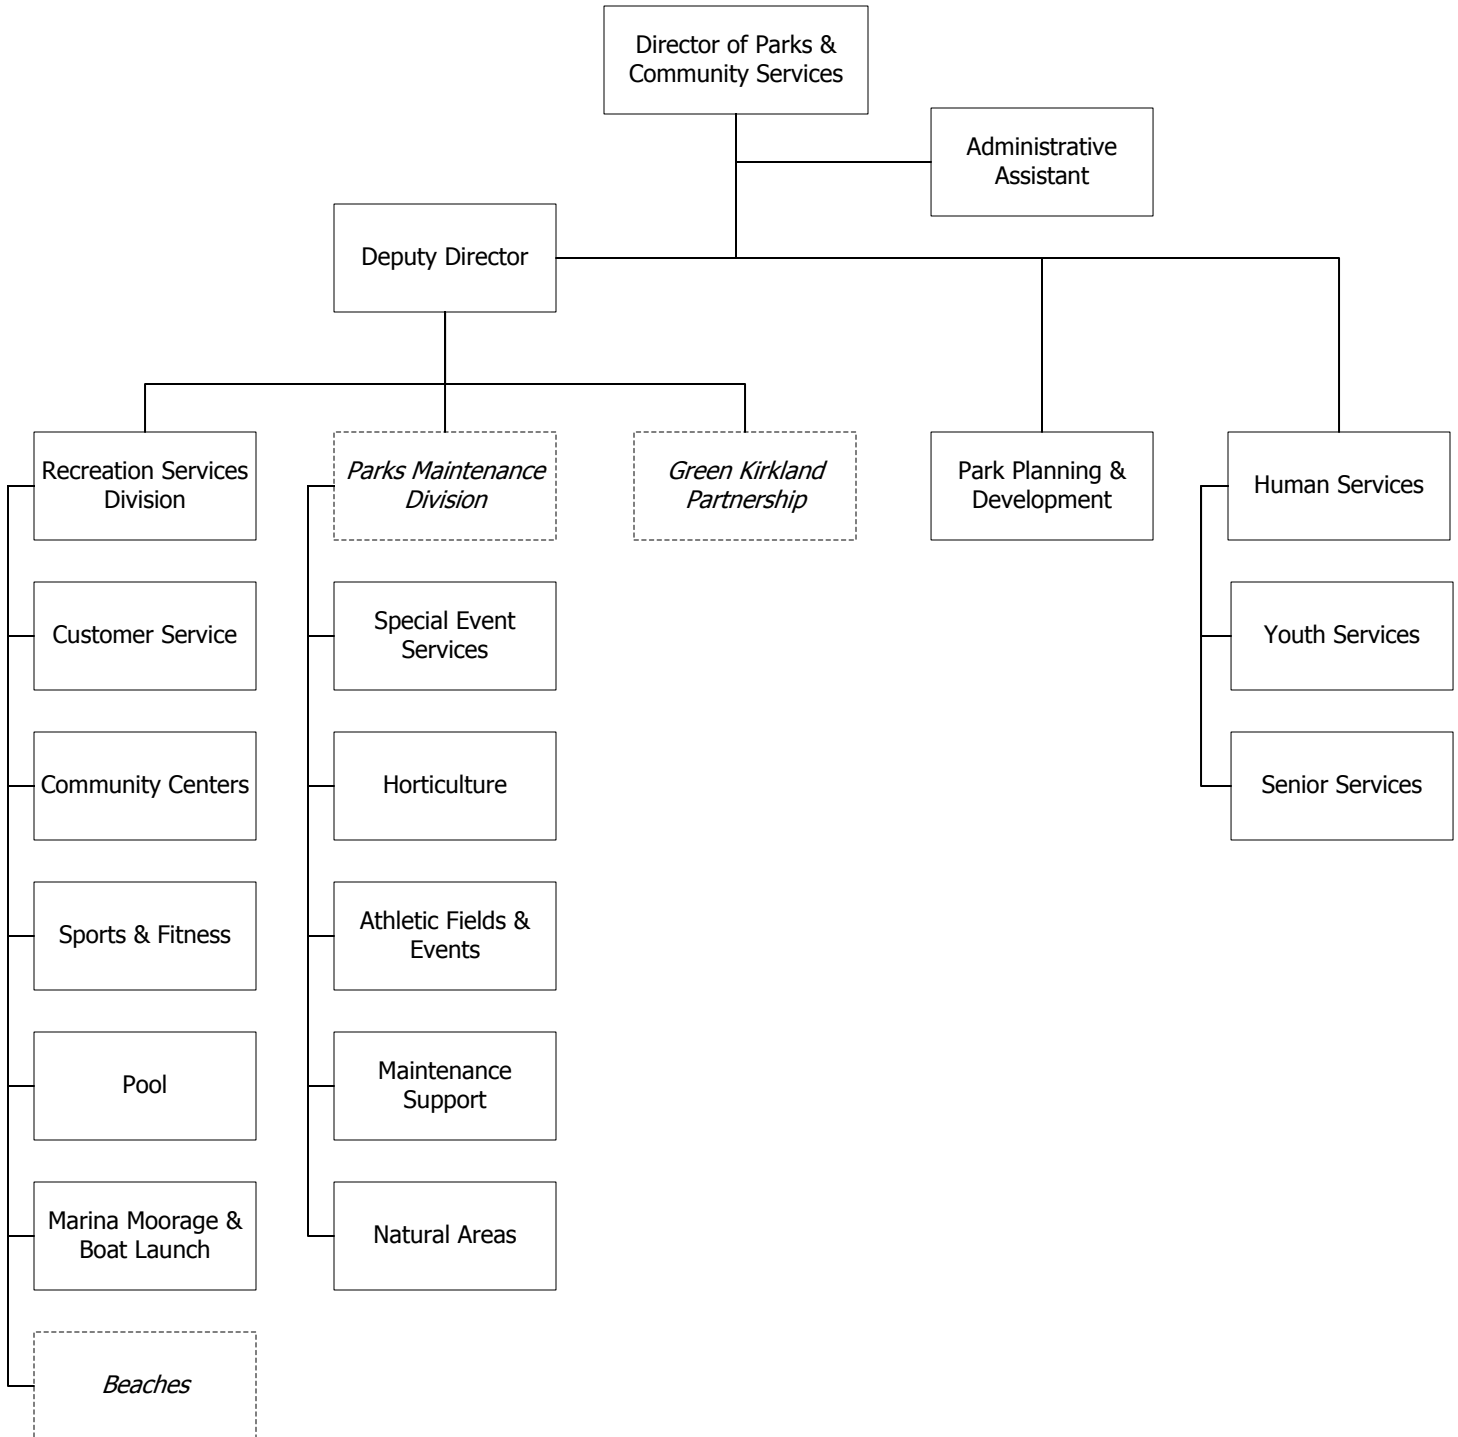 Director of Parks &
Community Services
Administrative
Assistant
Deputy Director
Recreation Services
Division
Parks Maintenance
Division
Green Kirkland
Partnership
Park Planning &
Development
Human Services
Customer Service
Special Event
Services
Youth Services
Community Centers
Horticulture
Senior Services
Sports & Fitness
Athletic Fields &
Events
Pool
Maintenance
Support
Marina Moorage &
Boat Launch
Natural Areas
Beaches